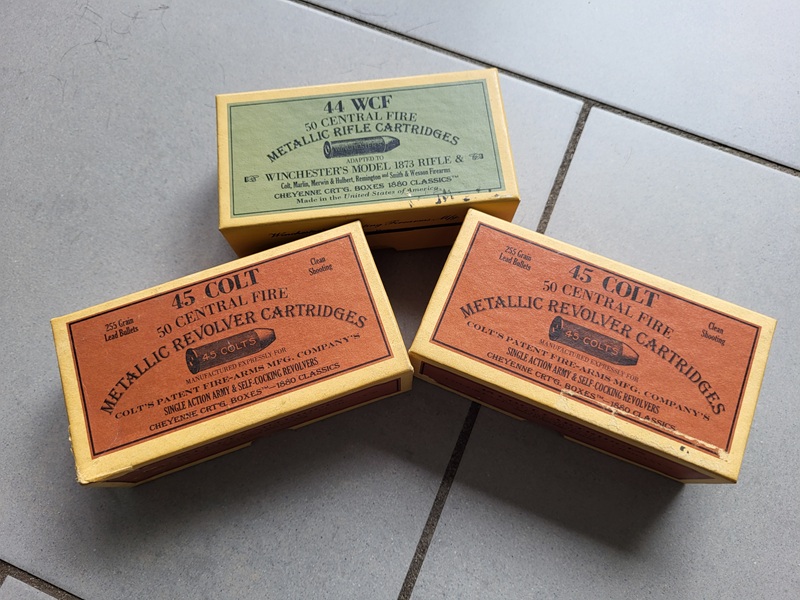 44 WCF
50 CENTRAL FIRE
METALLIC RIFLE CARTRIDGES
ADAPTED TO
WINCHESTER'S MODEL 1873 RIFLE &
Colt, Marlin, Merwin & Hulbert, Remington and Smith & Wesson Firearms
CHEYENNE CRT'G. BOXES 1880 CLASSICS™
Made in the United States of America.
255 Grain
Lead Bullets
45 COLT
Clean
Shooting
50 CENTRAL FIRE
METALLIC REVOLVER CARTRIDGES
45 COLTS
MANUFACTURED EXPRESSLY FOR
COLT'S PATENT FIRE-ARMS MFG. COMPANY'S
SINGLE ACTION ARMY & SELF-COCKING REVOLVERS
CHEYENNE CRT'G. BOXES™—1880 CLASSICS
255 Grain
Lead Bullets
45 COLT
Clean
Shooting
50 CENTRAL FIRE
METALLIC REVOLVER CARTRIDGES
45 COLTS
MANUFACTURED EXPRESSLY FOR
COLT'S PATENT FIRE-ARMS MFG. COMPANY'S
SINGLE ACTION ARMY & SELF-COCKING REVOLVERS
CHEYENNE CRT'G. BOXES™—1880 CLASSICS